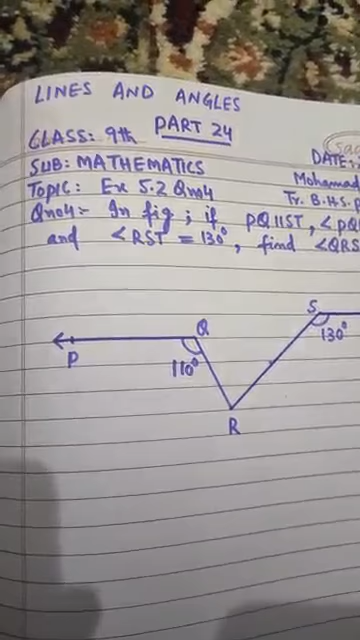 LINES AND ANGLES
PART 24
CLASS: 9th
DATE:
SUB: MATHEMATICS
Mohammad
Topic: Ex 5.2 Qno4
Tr. B.H.S.P
Qno4:- In fig ; if PQ||ST, ∠PQ
and ∠RST = 130°, find ∠QRS
S
Q
130°
P
110°
R